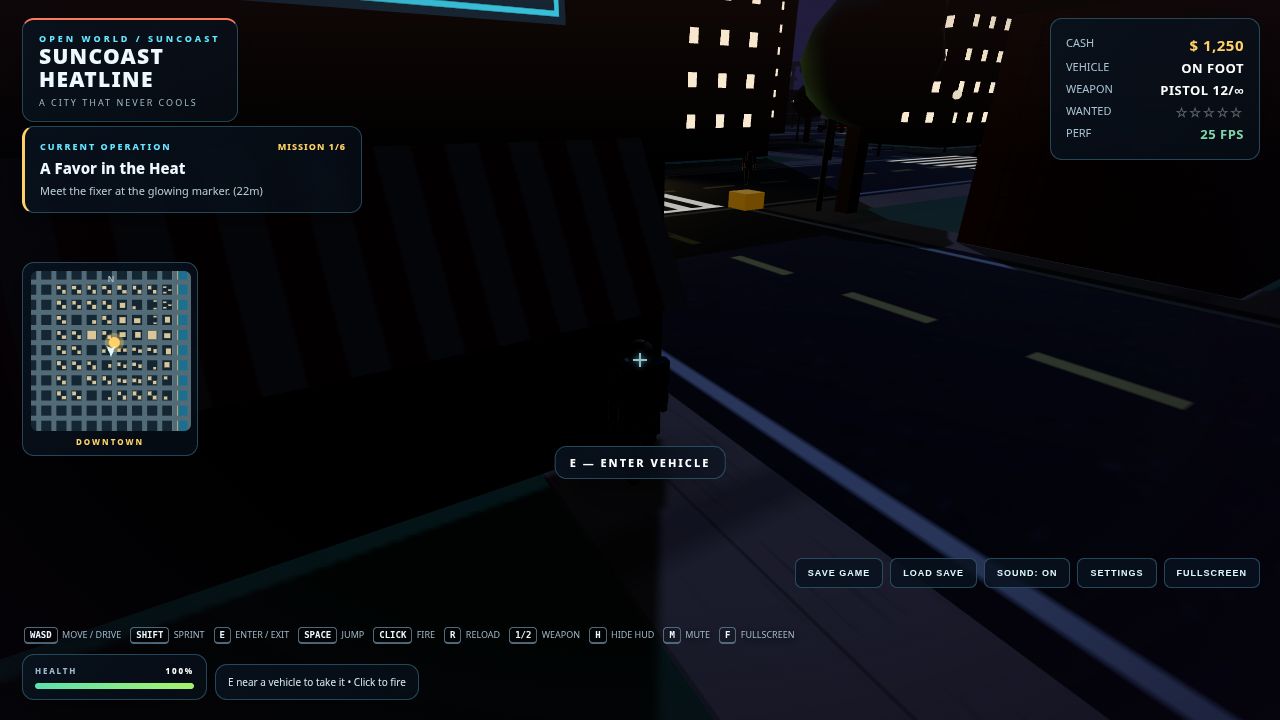 OPEN WORLD / SUNCOAST
SUNCOAST
HEATLINE
A CITY THAT NEVER COOLS
CURRENT OPERATION MISSION 1/6
A Favor in the Heat
Meet the fixer at the glowing marker. (22m)
CASH $ 1,250
VEHICLE ON FOOT
WEAPON PISTOL 12/∞
WANTED ☆☆☆☆☆
PERF 25 FPS
N
DOWNTOWN
E — ENTER VEHICLE
SAVE GAME LOAD SAVE SOUND: ON SETTINGS FULLSCREEN
WASD MOVE / DRIVE SHIFT SPRINT E ENTER / EXIT SPACE JUMP CLICK FIRE R RELOAD 1/2 WEAPON H HIDE HUD M MUTE F FULLSCREEN
HEALTH 100%
E near a vehicle to take it • Click to fire